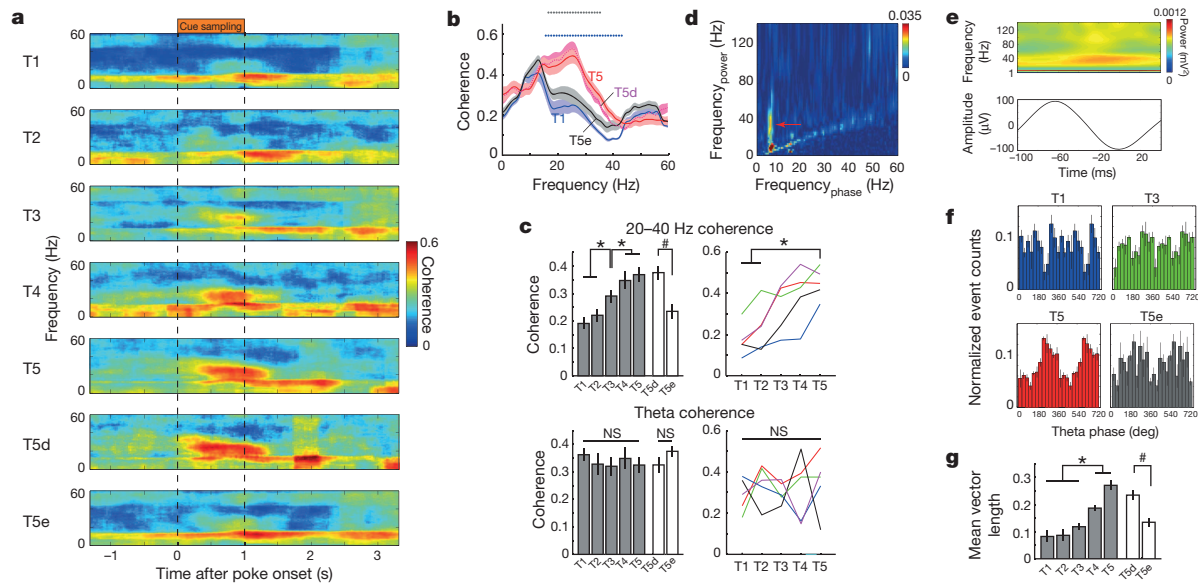 a
Cue sampling
T1
60
0
T2
60
0
T3
60
0
T4
60
0
T5
60
0
T5d
60
0
T5e
60
0
Frequency (Hz)
0.6
Coherence
0
−1 0 1 2 3
Time after poke onset (s)
b
Coherence
0.6
0.4
0.2
0
T5
T5d
T1
T5e
0 20 40 60
Frequency (Hz)
c
20–40 Hz coherence
Coherence
0.4
0.3
0.2
0.1
0
* * #
T1 T2 T3 T4 T5 T5d T5e
0.6
0.4
0.2
0
*
T1 T2 T3 T4 T5
Theta coherence
Coherence
0.4
0.3
0.2
0.1
0
NS NS
T1 T2 T3 T4 T5 T5d T5e
0.6
0.4
0.2
0
NS
T1 T2 T3 T4 T5
d
0.035
0
Frequency power (Hz)
120
80
40
0
10 20 30 40 50 60
Frequency phase (Hz)
e
0.0012
Power (mV²)
0
Frequency (Hz)
140
100
60
1
Amplitude (µV)
100
−100
−100 −60 −20 0
Time (ms)
f
Normalized event counts
T1 T3
0.1
0
0 180 360 540 720 0 180 360 540 720
T5 T5e
0.1
0
0 180 360 540 720 0 180 360 540 720
Theta phase (deg)
g
Mean vector length
0.3
0.2
0.1
0
* #
T1 T2 T3 T4 T5 T5d T5e